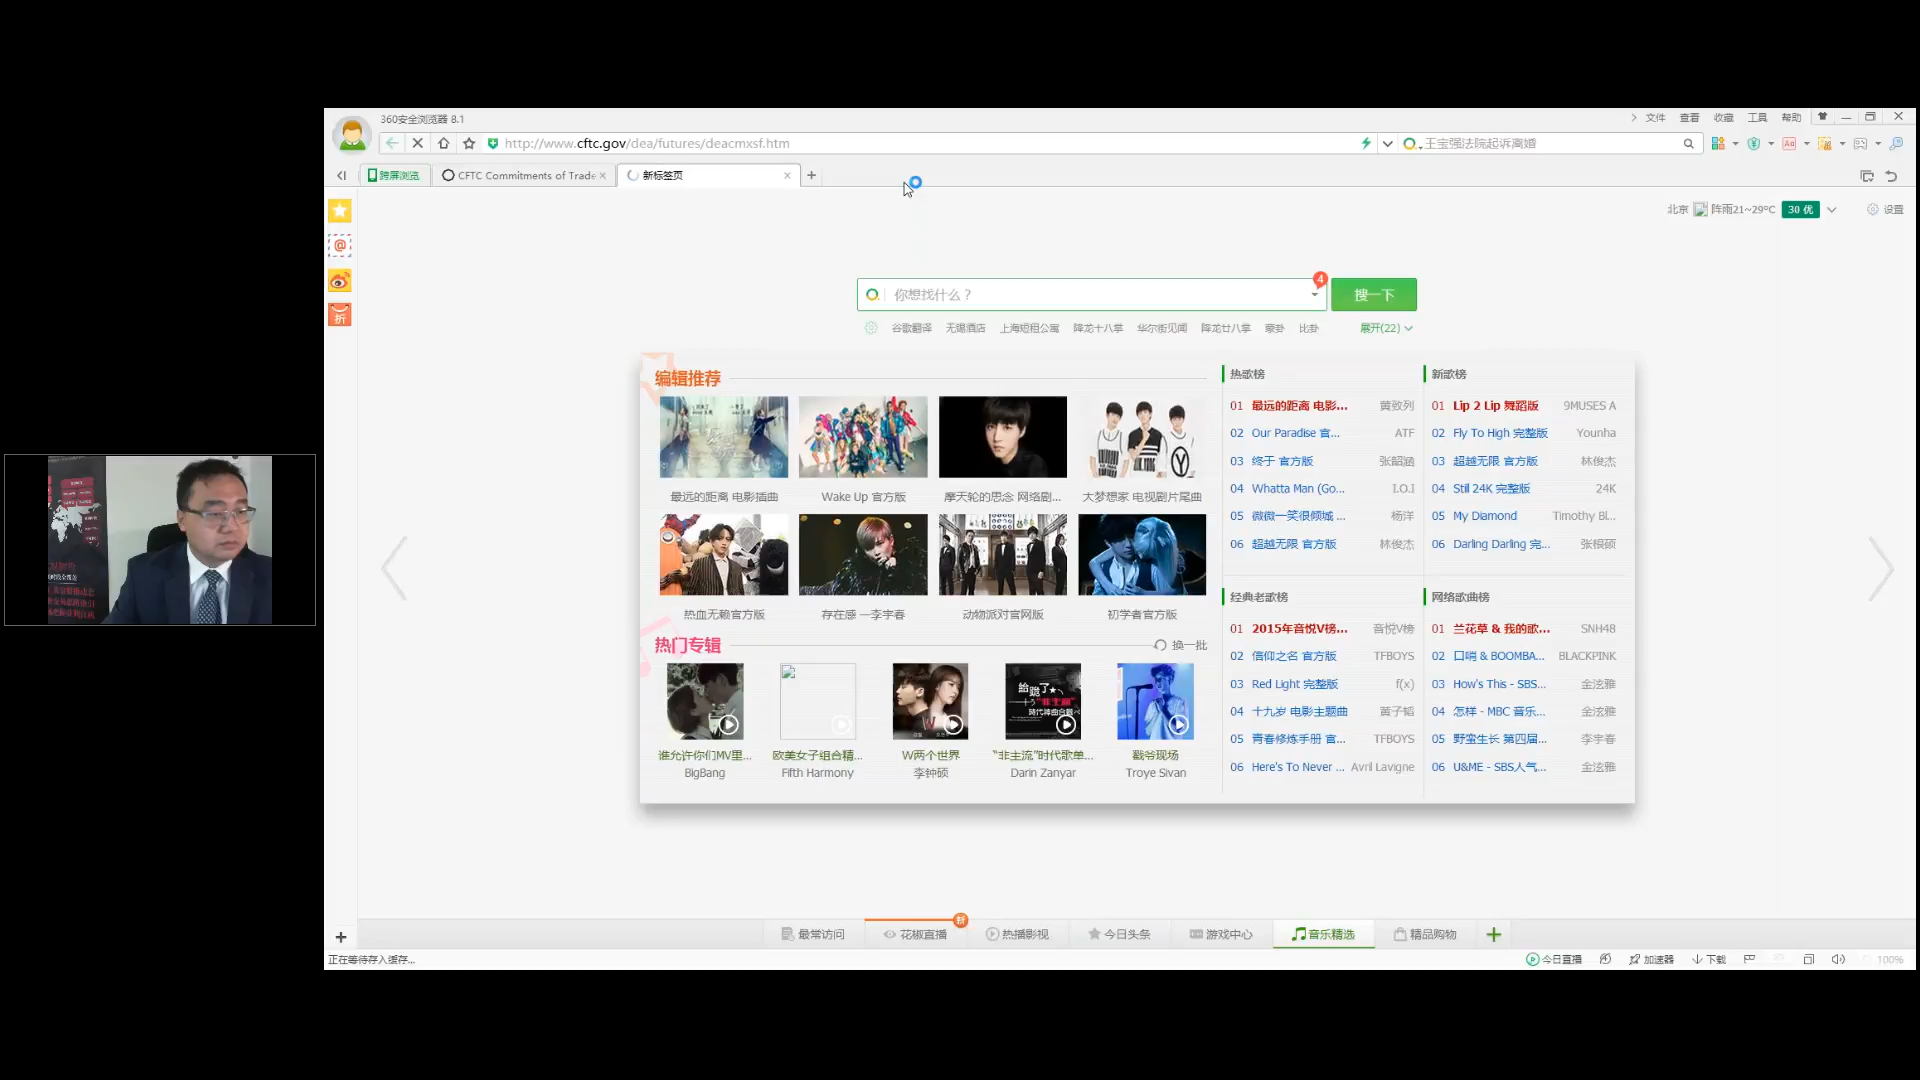 360安全浏览器 8.1
文件 查看 收藏 工具 帮助
http://www.cftc.gov/dea/futures/deacmxsf.htm
王宝强法院起诉离婚
跨屏浏览
CFTC Commitments of Trade
新标签页
北京 阵雨21~29°C 30 优 设置
你想找什么？
4
搜一下
谷歌翻译 无锡酒店 上海短租公寓 降龙十八掌 华尔街见闻 降龙廿八掌 豪卦 比卦 展开(22)
编辑推荐
最远的距离 电影插曲
Wake Up 官方版
摩天轮的思念 网络剧...
大梦想家 电视剧片尾曲
热血无赖官方版
存在感 —李宇春
动物派对官网版
初学者官方版
热门专辑
换一批
谁允许你们MV里...
BigBang
欧美女子组合精...
Fifth Harmony
W两个世界
李钟硕
“非主流”时代歌单...
Darin Zanyar
戳爷现场
Troye Sivan
热歌榜
01 最远的距离 电影... 黄致列
02 Our Paradise 官... ATF
03 终于 官方版 张韶涵
04 Whatta Man (Go... I.O.I
05 微微一笑很倾城 ... 杨洋
06 超越无限 官方版 林俊杰
新歌榜
01 Lip 2 Lip 舞蹈版 9MUSES A
02 Fly To High 完整版 Younha
03 超越无限 官方版 林俊杰
04 Still 24K 完整版 24K
05 My Diamond Timothy Bl...
06 Darling Darling 完... 张根硕
经典老歌榜
01 2015年音悦V榜... 音悦V榜
02 信仰之名 官方版 TFBOYS
03 Red Light 完整版 f(x)
04 十九岁 电影主题曲 黄子韬
05 青春修炼手册 官... TFBOYS
06 Here's To Never ... Avril Lavigne
网络歌曲榜
01 兰花草 & 我的歌... SNH48
02 口哨 & BOOMBA... BLACKPINK
03 How's This - SBS... 金泫雅
04 怎样 - MBC 音乐... 金泫雅
05 野蛮生长 第四届... 李宇春
06 U&ME - SBS人气... 金泫雅
最常访问 花椒直播 新 热播影视 今日头条 游戏中心 音乐精选 精品购物
正在等待存入缓存...
今日直播 加速器 下载 100%